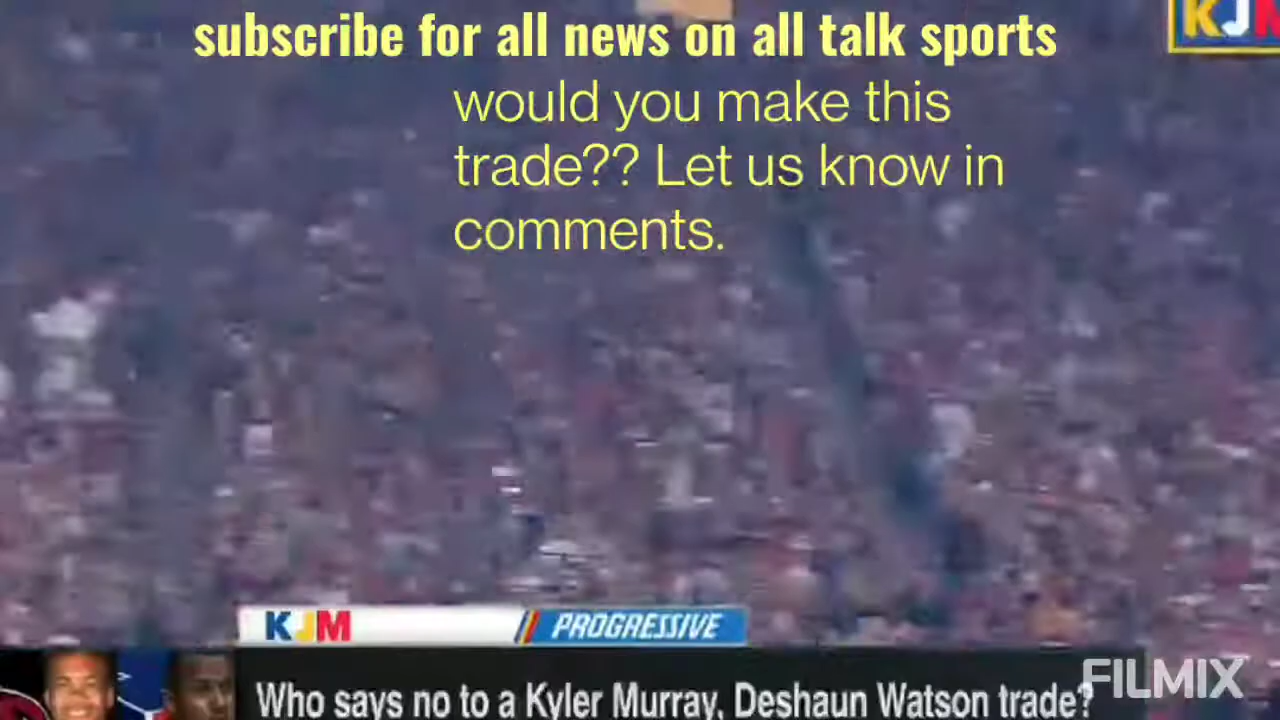 subscribe for all news on all talk sports
KJM
would you make this
trade?? Let us know in
comments.
KJM PROGRESSIVE
Who says no to a Kyler Murray, Deshaun Watson trade?
FILMIX